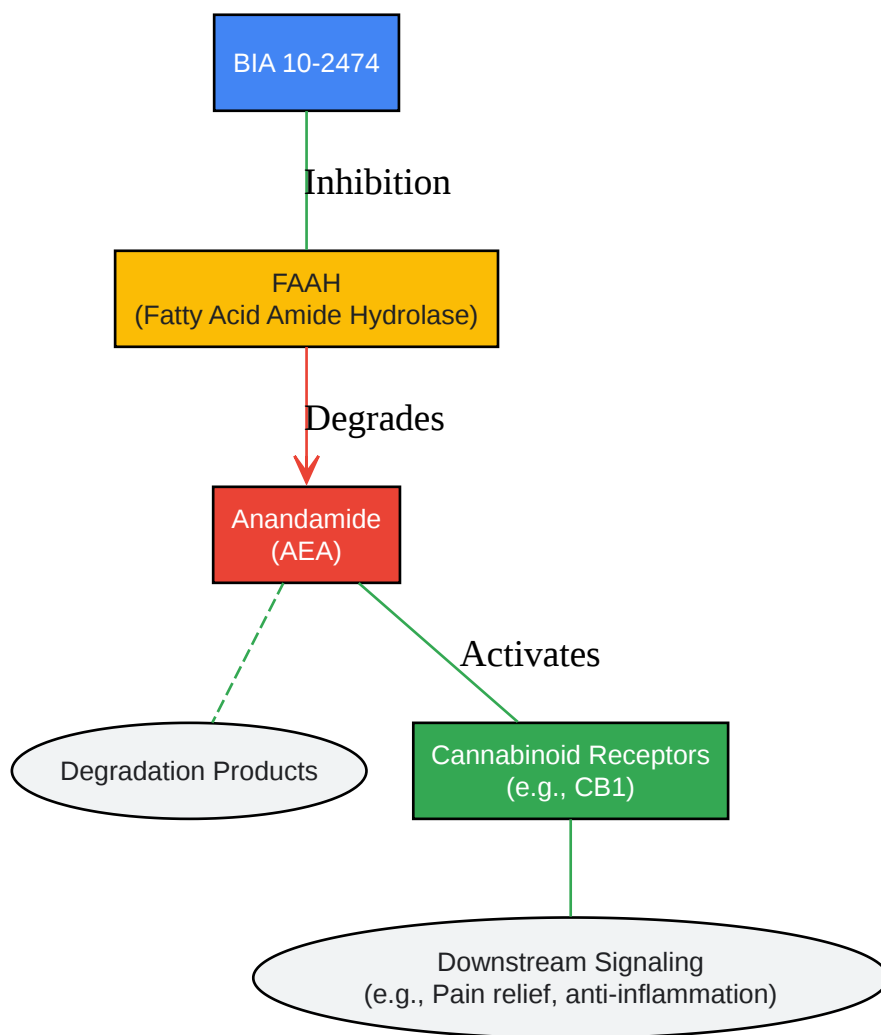 BIA 10-2474
Inhibition
FAAH
(Fatty Acid Amide Hydrolase)
Degrades
Anandamide
(AEA)
Activates
Degradation Products
Cannabinoid Receptors
(e.g., CB1)
Downstream Signaling
(e.g., Pain relief, anti-inflammation)